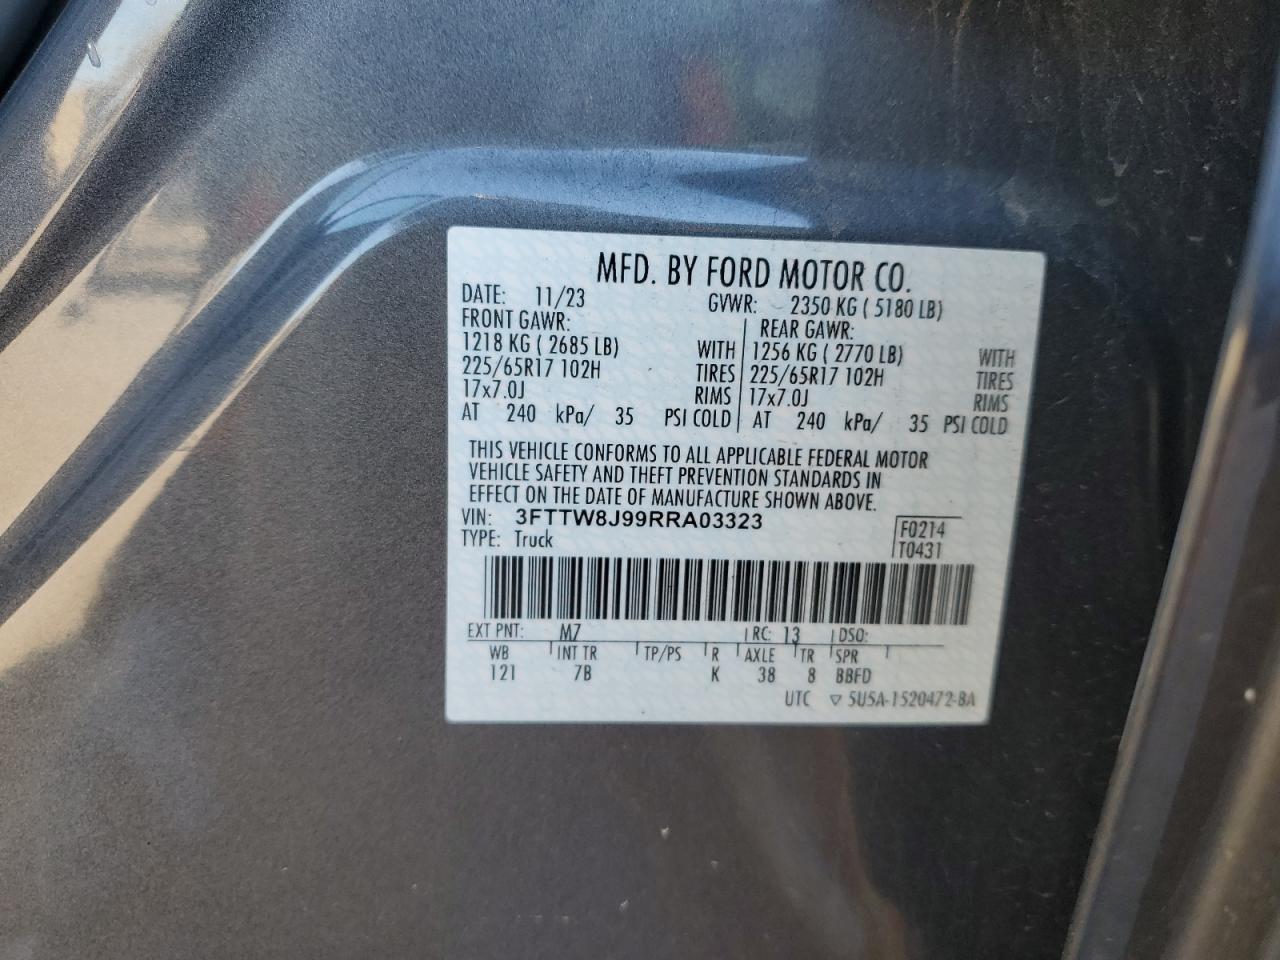 MFD. BY FORD MOTOR CO.
DATE: 11/23 GVWR: 2350 KG ( 5180 LB)
FRONT GAWR: REAR GAWR:
1218 KG ( 2685 LB) WITH 1256 KG ( 2770 LB) WITH
225/65R17 102H TIRES 225/65R17 102H TIRES
17x7.0J RIMS 17x7.0J RIMS
AT 240 kPa/ 35 PSI COLD AT 240 kPa/ 35 PSI COLD
THIS VEHICLE CONFORMS TO ALL APPLICABLE FEDERAL MOTOR
VEHICLE SAFETY AND THEFT PREVENTION STANDARDS IN
EFFECT ON THE DATE OF MANUFACTURE SHOWN ABOVE.
VIN: 3FTTW8J99RRA03323 F0214
TYPE: Truck T0431
EXT PNT: M7 RC: 13 DSO:
WB INT TR TP/PS R AXLE TR SPR
121 7B K 38 8 BBFD
UTC ▽ 5U5A-1520472-BA